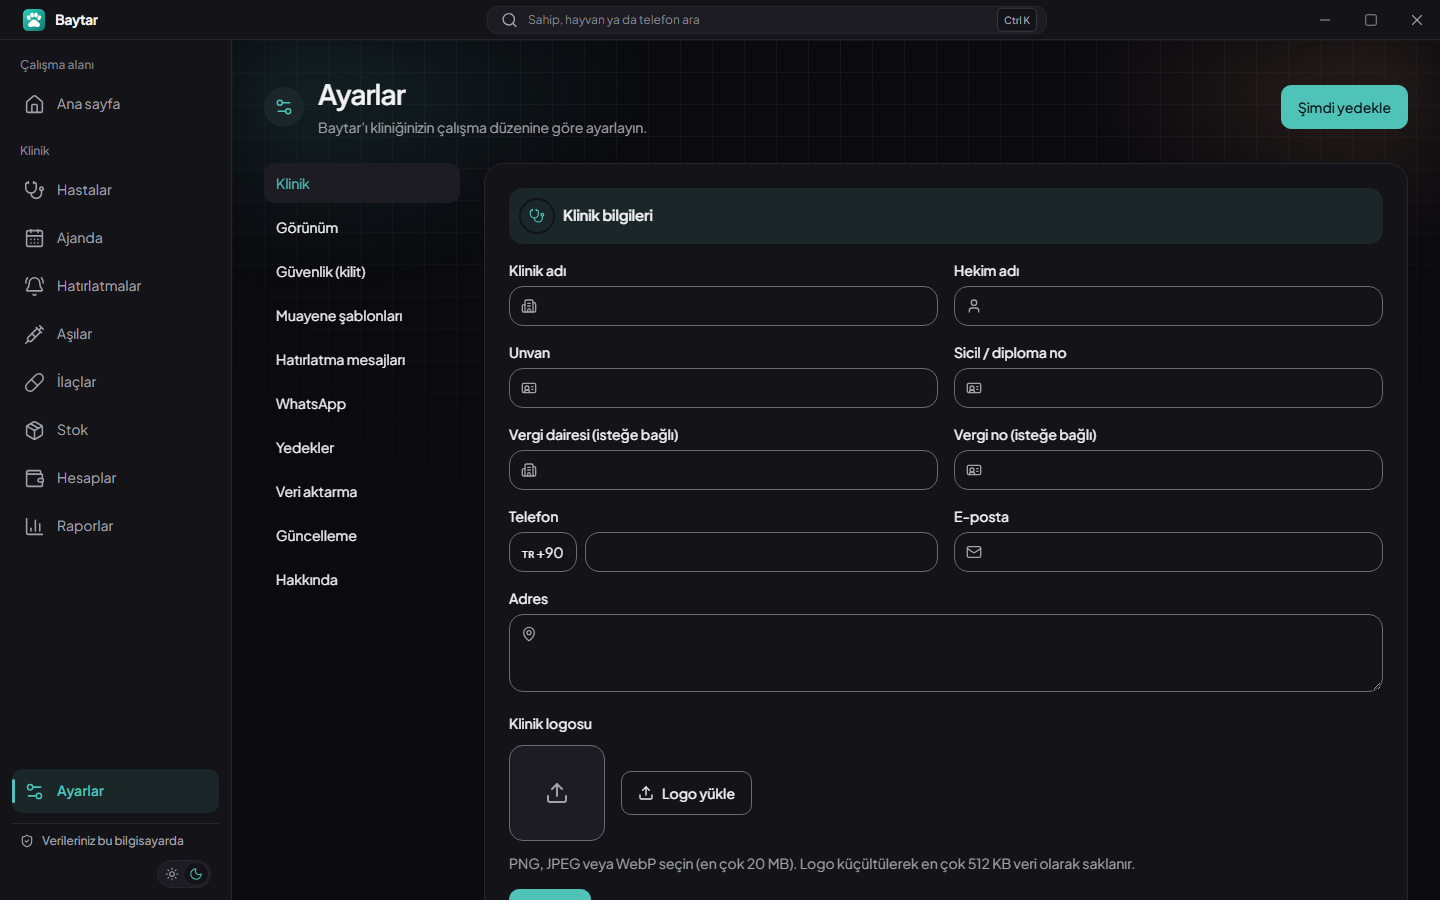 Baytar
Sahip, hayvan ya da telefon ara
Ctrl K
Çalışma alanı
Ana sayfa
Klinik
Hastalar
Ajanda
Hatırlatmalar
Aşılar
İlaçlar
Stok
Hesaplar
Raporlar
Ayarlar
Verileriniz bu bilgisayarda
Ayarlar
Baytar'ı kliniğinizin çalışma düzenine göre ayarlayın.
Şimdi yedekle
Klinik
Görünüm
Güvenlik (kilit)
Muayene şablonları
Hatırlatma mesajları
WhatsApp
Yedekler
Veri aktarma
Güncelleme
Hakkında
Klinik bilgileri
Klinik adı
Hekim adı
Unvan
Sicil / diploma no
Vergi dairesi (isteğe bağlı)
Vergi no (isteğe bağlı)
Telefon
TR +90
E-posta
Adres
Klinik logosu
Logo yükle
PNG, JPEG veya WebP seçin (en çok 20 MB). Logo küçültülerek en çok 512 KB veri olarak saklanır.